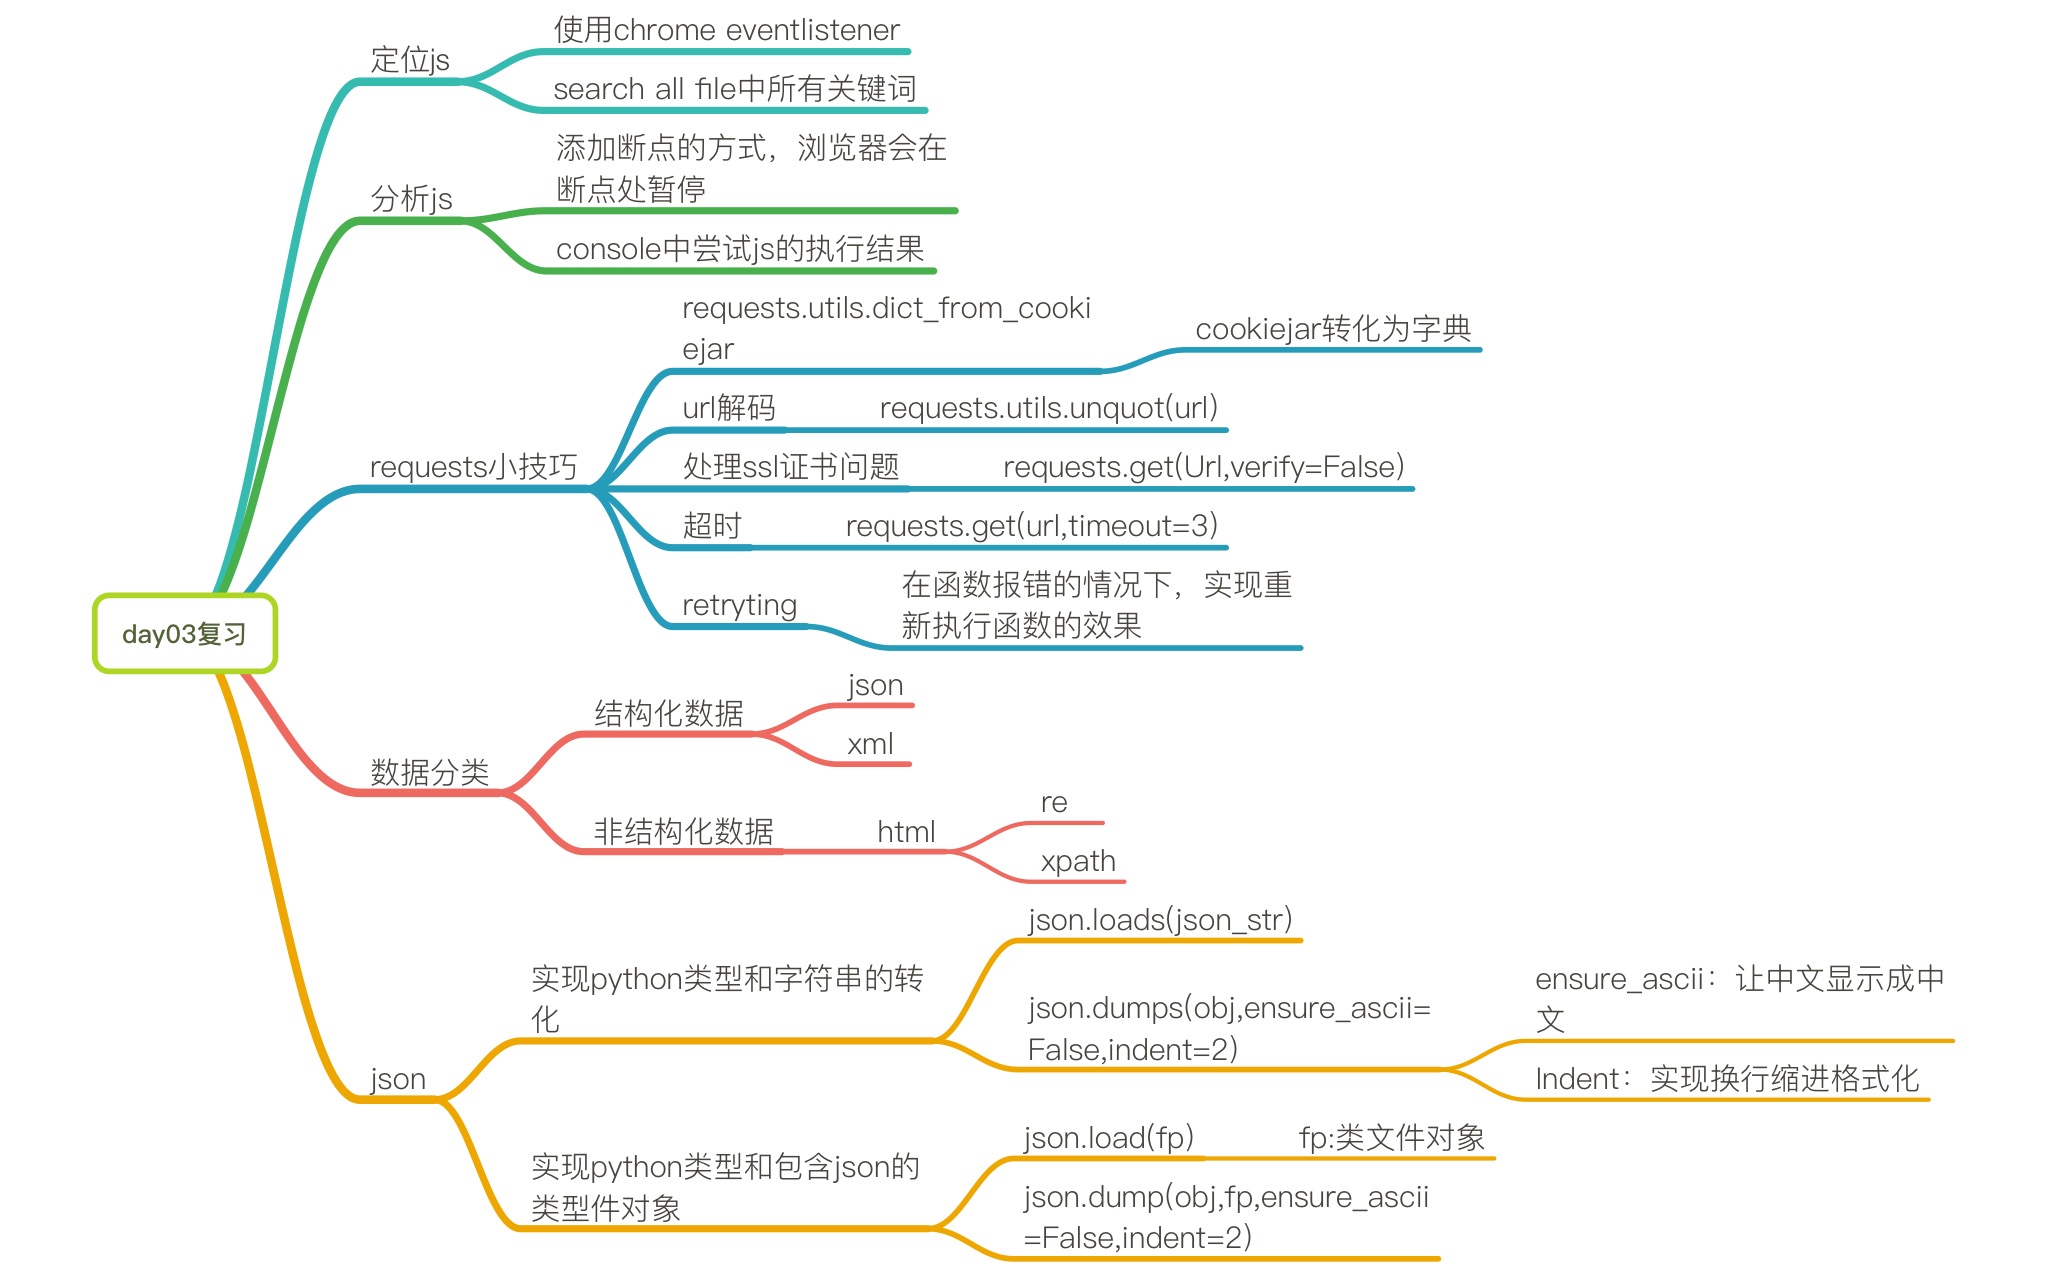 day03复习
定位js
使用chrome eventlistener
search all file中所有关键词
分析js
添加断点的方式，浏览器会在
断点处暂停
console中尝试js的执行结果
requests小技巧
requests.utils.dict_from_cooki
ejar
cookiejar转化为字典
url解码
requests.utils.unquot(url)
处理ssl证书问题
requests.get(Url,verify=False)
超时
requests.get(url,timeout=3)
retryting
在函数报错的情况下，实现重
新执行函数的效果
数据分类
结构化数据
json
xml
非结构化数据
html
re
xpath
json
实现python类型和字符串的转
化
json.loads(json_str)
json.dumps(obj,ensure_ascii=
False,indent=2)
ensure_ascii：让中文显示成中
文
Indent：实现换行缩进格式化
实现python类型和包含json的
类型件对象
json.load(fp)
fp:类文件对象
json.dump(obj,fp,ensure_ascii
=False,indent=2)